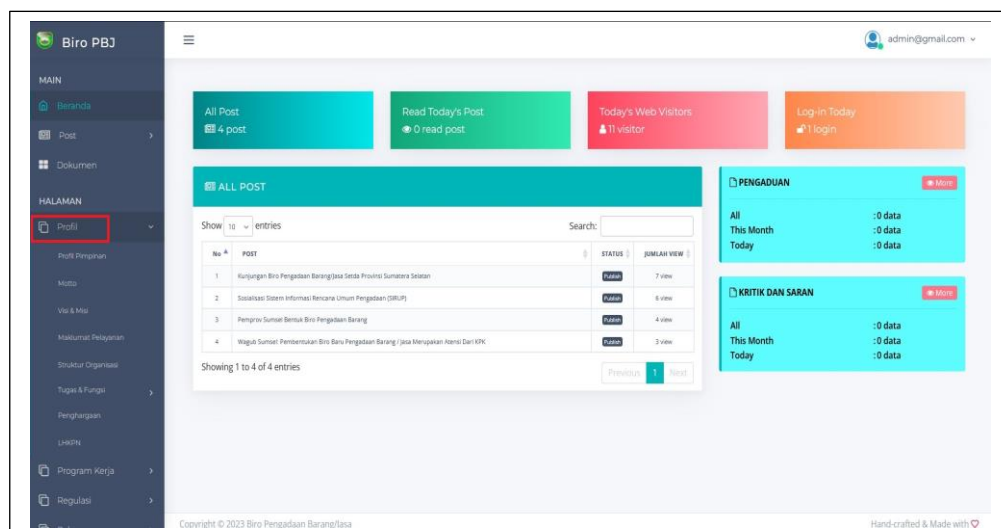 Biro PBJ
admin@gmail.com
MAIN
Beranda
Post
Dokumen
HALAMAN
Profil
Profil Pimpinan
Motto
Visi & Misi
Maklumat Pelayanan
Struktur Organisasi
Tugas & Fungsi
Penghargaan
LHKPN
Program Kerja
Regulasi
All Post
4 post
Read Today's Post
0 read post
Today's Web Visitors
11 visitor
Log-in Today
1 login
ALL POST
Show 10 entries Search:
No POST STATUS JUMLAH VIEW
1 Kunjungan Biro Pengadaan Barang/Jasa Setda Provinsi Sumatera Selatan Publish 7 view
2 Sosialisasi Sistem Informasi Rencana Umum Pengadaan (SIRUP) Publish 6 view
3 Pemprov Sumsel Bentuk Biro Pengadaan Barang Publish 4 view
4 Wagub Sumsel: Pembentukan Biro Baru Pengadaan Barang / Jasa Merupakan Atensi Dari KPK Publish 3 view
Showing 1 to 4 of 4 entries
Previous 1 Next
PENGADUAN More
All : 0 data
This Month : 0 data
Today : 0 data
KRITIK DAN SARAN More
All : 0 data
This Month : 0 data
Today : 0 data
Copyright © 2023 Biro Pengadaan Barang/Jasa
Hand-crafted & Made with